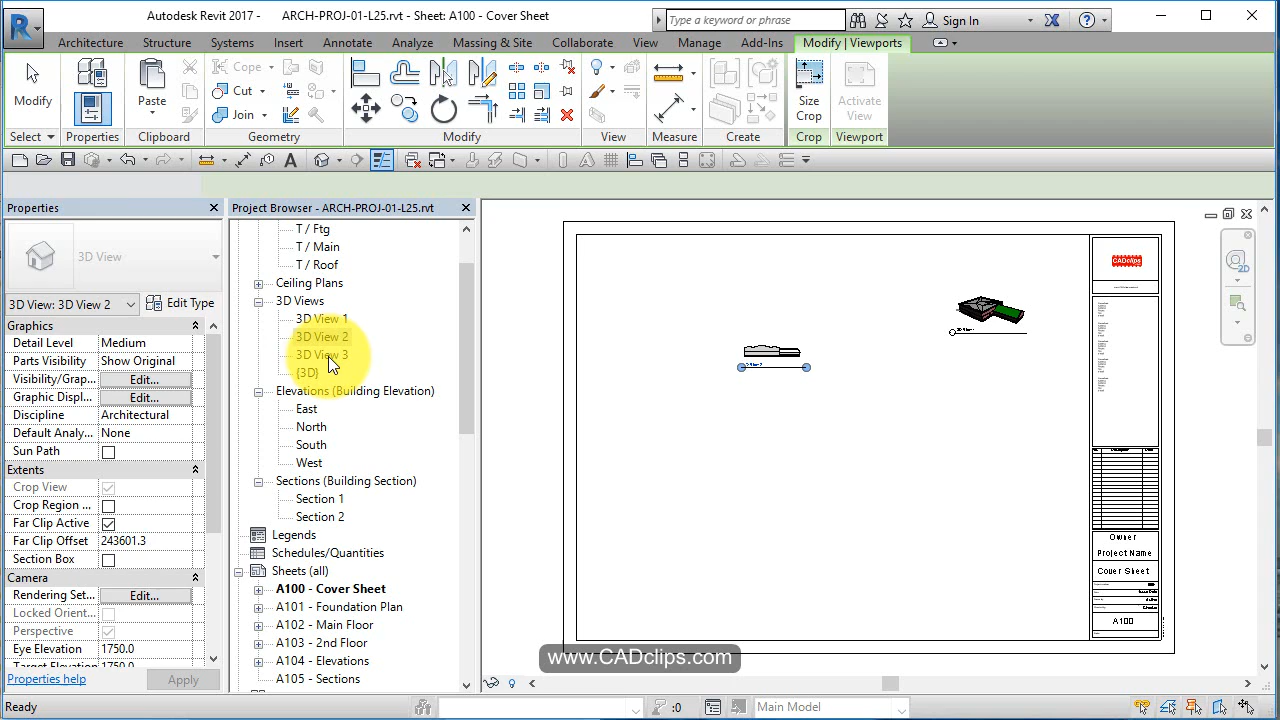 Autodesk Revit 2017 - ARCH-PROJ-01-L25.rvt - Sheet: A100 - Cover Sheet
Type a keyword or phrase
Sign In
Architecture Structure Systems Insert Annotate Analyze Massing & Site Collaborate View Manage Add-Ins Modify | Viewports
Modify
Paste
Cope
Cut
Join
Size Crop
Activate View
Select Properties Clipboard Geometry Modify View Measure Create Crop Viewport
Properties
3D View
3D View: 3D View 2
Edit Type
Graphics
Detail Level Medium
Parts Visibility Show Original
Visibility/Grap... Edit...
Graphic Displ... Edit...
Discipline Architectural
Default Analy... None
Sun Path
Extents
Crop View
Crop Region ...
Far Clip Active
Far Clip Offset 243601.3
Section Box
Camera
Rendering Set... Edit...
Locked Orient...
Perspective
Eye Elevation 1750.0
Target Elevation 1750.0
Properties help
Apply
Project Browser - ARCH-PROJ-01-L25.rvt
T / Ftg
T / Main
T / Roof
Ceiling Plans
3D Views
3D View 1
3D View 2
3D View 3
{3D}
Elevations (Building Elevation)
East
North
South
West
Sections (Building Section)
Section 1
Section 2
Legends
Schedules/Quantities
Sheets (all)
A100 - Cover Sheet
A101 - Foundation Plan
A102 - Main Floor
A103 - 2nd Floor
A104 - Elevations
A105 - Sections
2D
CADclips
Owner
Project Name
Cover Sheet
A100
www.CADclips.com
Ready
:0
Main Model